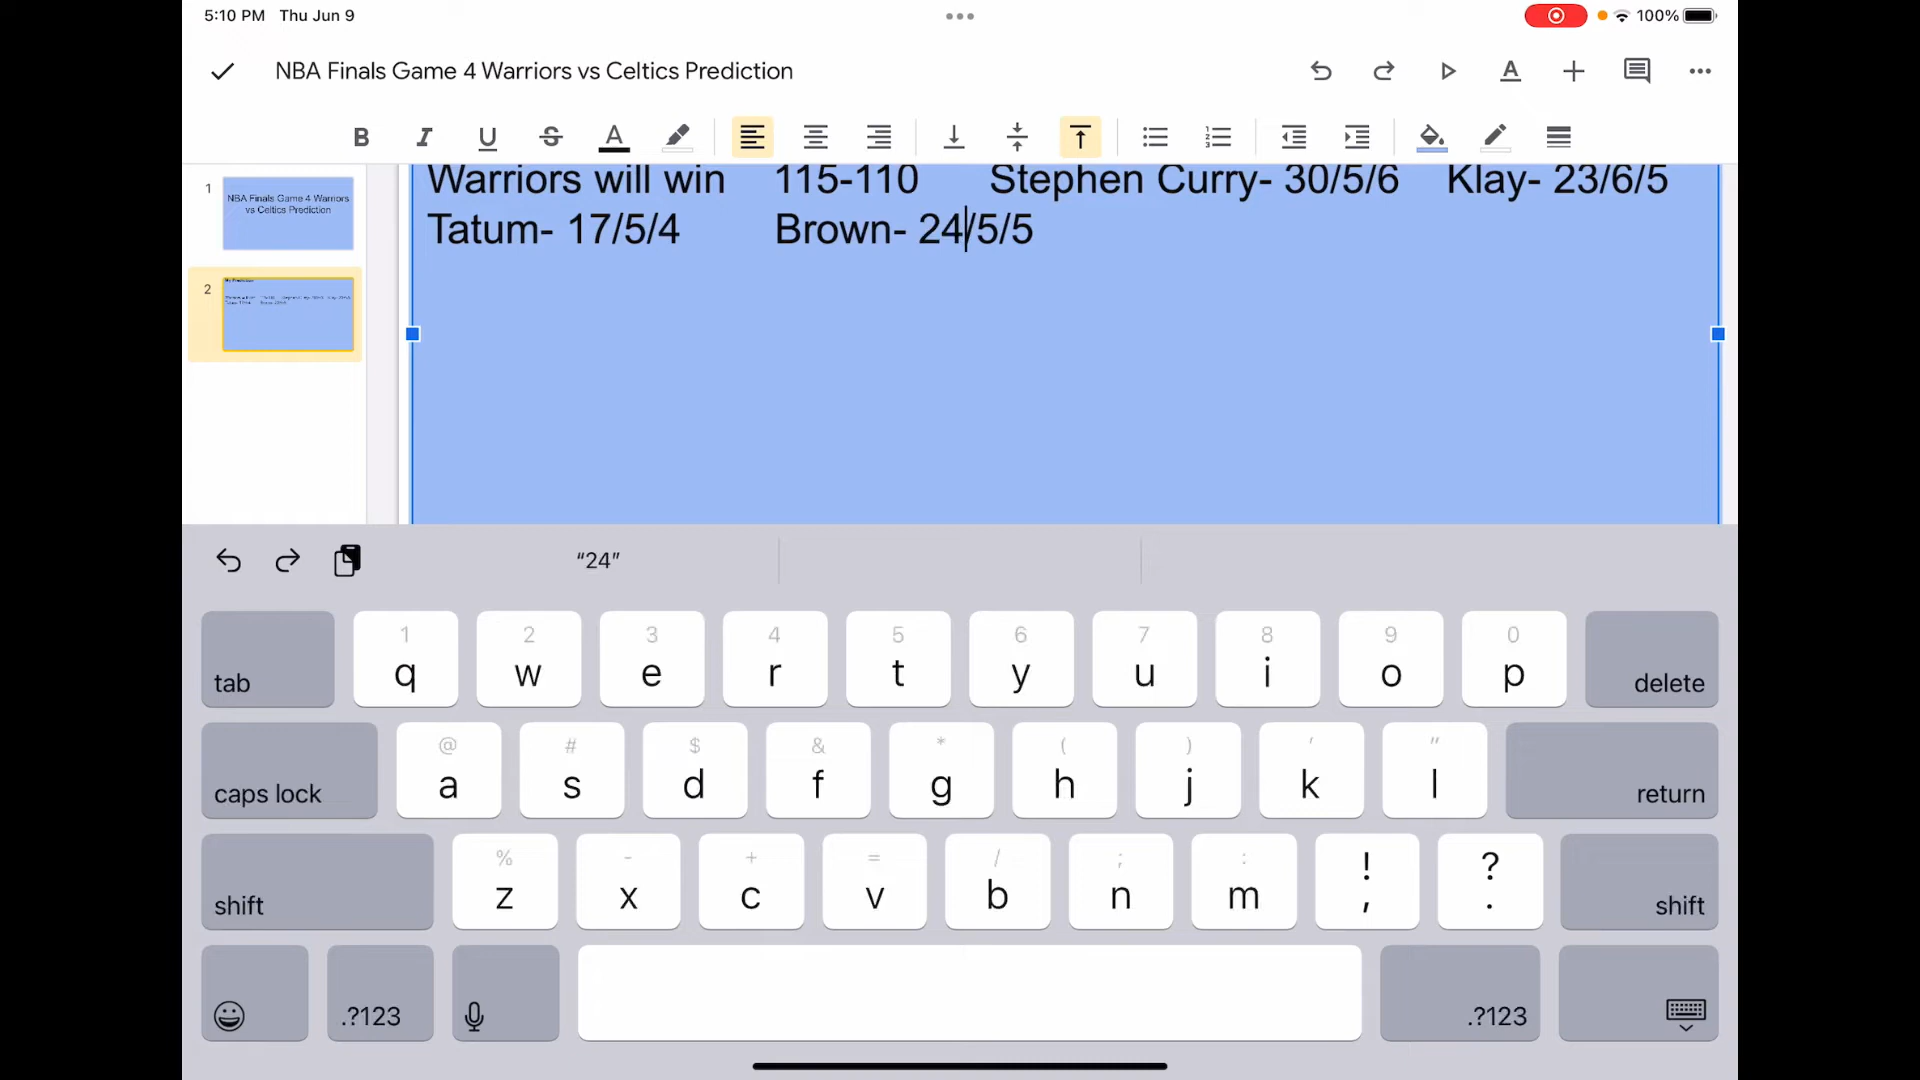 5:10 PM Thu Jun 9
100%
NBA Finals Game 4 Warriors vs Celtics Prediction
B I U S A
1
NBA Finals Game 4 Warriors
vs Celtics Prediction
2
My Prediction
Warriors will win 115-110 Stephen Curry- 30/5/6 Klay- 23/6/5
Tatum- 17/5/4 Brown- 24/5/5
“24”
tab 1 q 2 w 3 e 4 r 5 t 6 y 7 u 8 i 9 o 0 p delete
caps lock @ a # s $ d & f * g ( h ) j ' k " l return
shift % z - x + c = v / b ; n : m ! , ? . shift
.?123 .?123